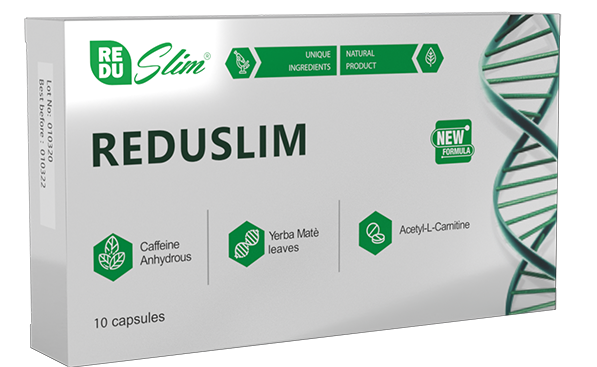 RE
DU
Slim®
UNIQUE
INGREDIENTS
NATURAL
PRODUCT
Lot No: 010320
Best before : 010322
REDUSLIM
NEW
FORMULA
Caffeine
Anhydrous
Yerba Matè
leaves
Acetyl-L-Carnitine
10 capsules